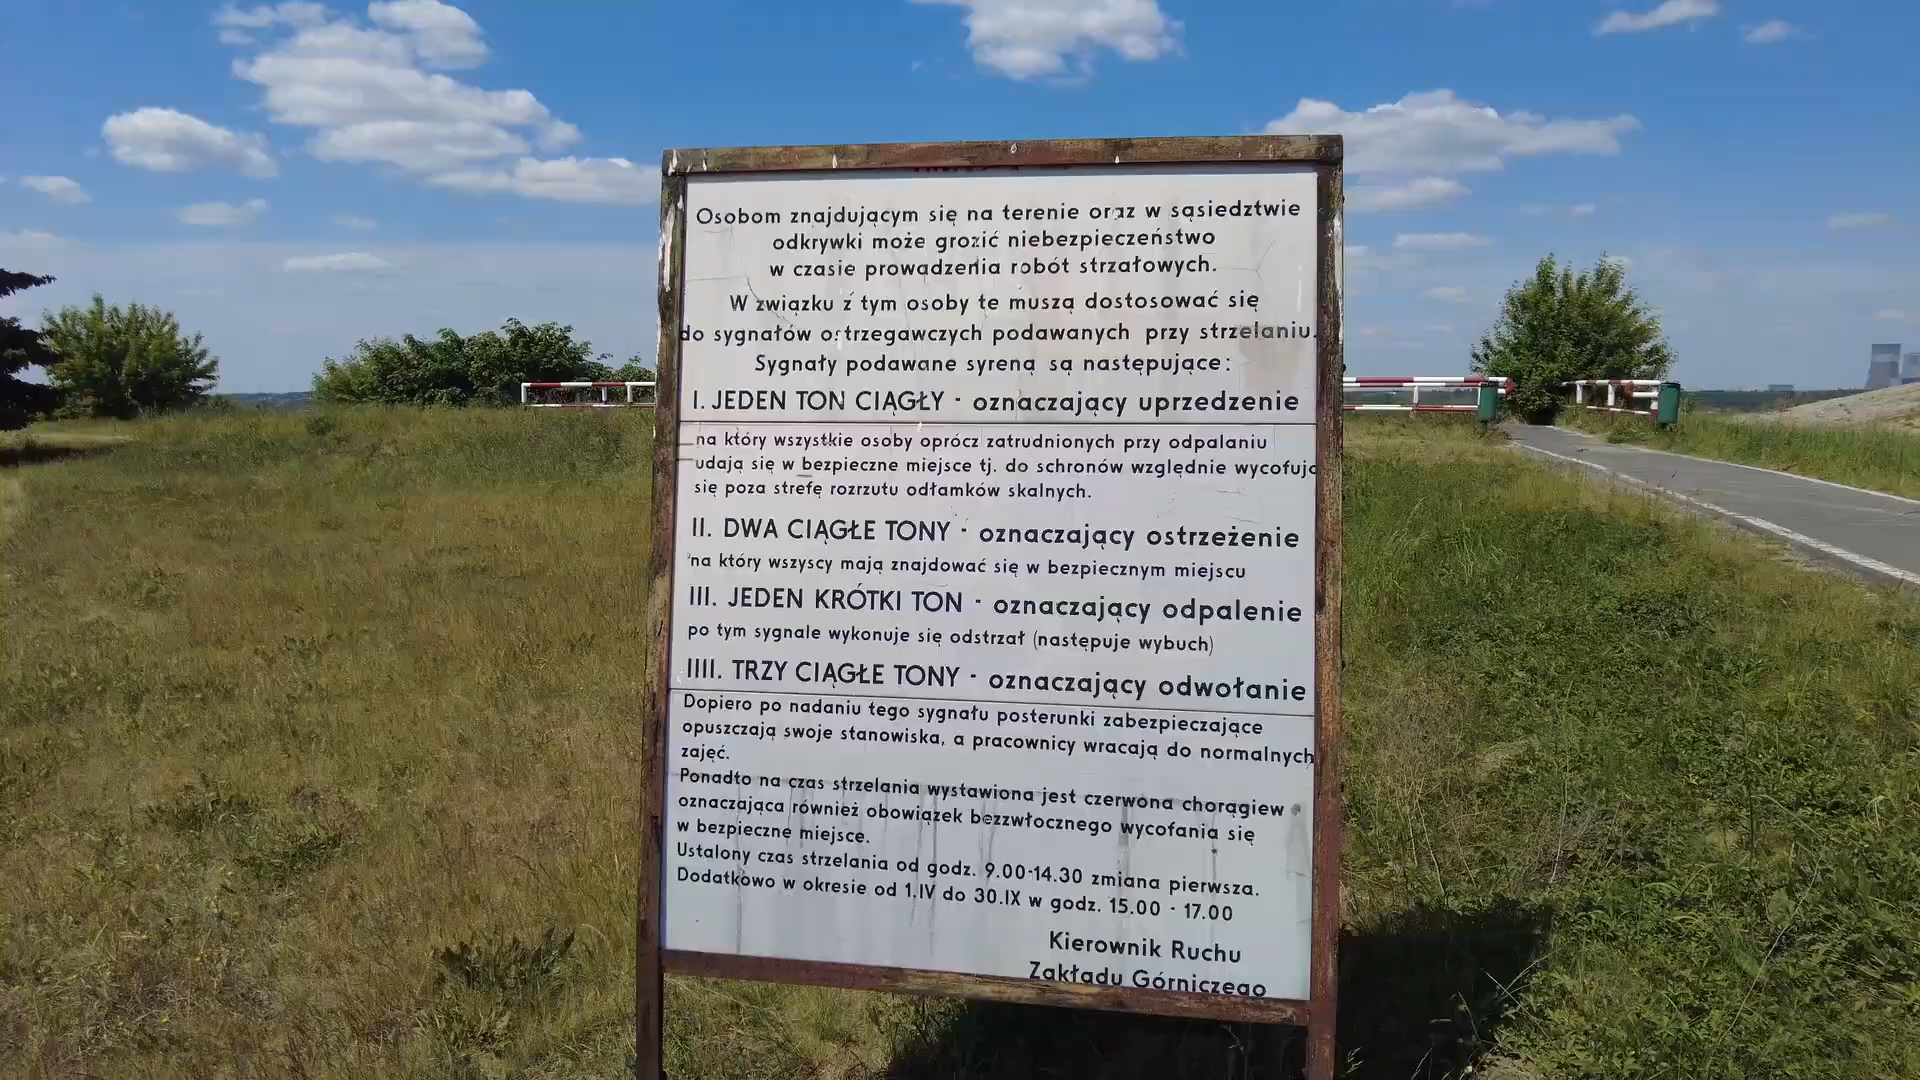 Osobom znajdującym się na terenie oraz w sąsiedztwie
odkrywki może grozić niebezpieczeństwo
w czasie prowadzenia robót strzałowych.
W związku z tym osoby te muszą dostosować się
do sygnałów ostrzegawczych podawanych przy strzelaniu.
Sygnały podawane syreną są następujące:
I. JEDEN TON CIĄGŁY - oznaczający uprzedzenie
na który wszystkie osoby oprócz zatrudnionych przy odpalaniu
udają się w bezpieczne miejsce tj. do schronów względnie wycofują
się poza strefę rozrzutu odłamków skalnych.
II. DWA CIĄGŁE TONY - oznaczający ostrzeżenie
na który wszyscy mają znajdować się w bezpiecznym miejscu
III. JEDEN KRÓTKI TON - oznaczający odpalenie
po tym sygnale wykonuje się odstrzał (następuje wybuch)
IIII. TRZY CIĄGŁE TONY - oznaczający odwołanie
Dopiero po nadaniu tego sygnału posterunki zabezpieczające
opuszczają swoje stanowiska, a pracownicy wracają do normalnych
zajęć.
Ponadto na czas strzelania wystawiona jest czerwona chorągiew
oznaczająca również obowiązek bezzwłocznego wycofania się
w bezpieczne miejsce.
Ustalony czas strzelania od godz. 9.00-14.30 zmiana pierwsza.
Dodatkowo w okresie od 1.IV do 30.IX w godz. 15.00 - 17.00
Kierownik Ruchu
Zakładu Górniczego